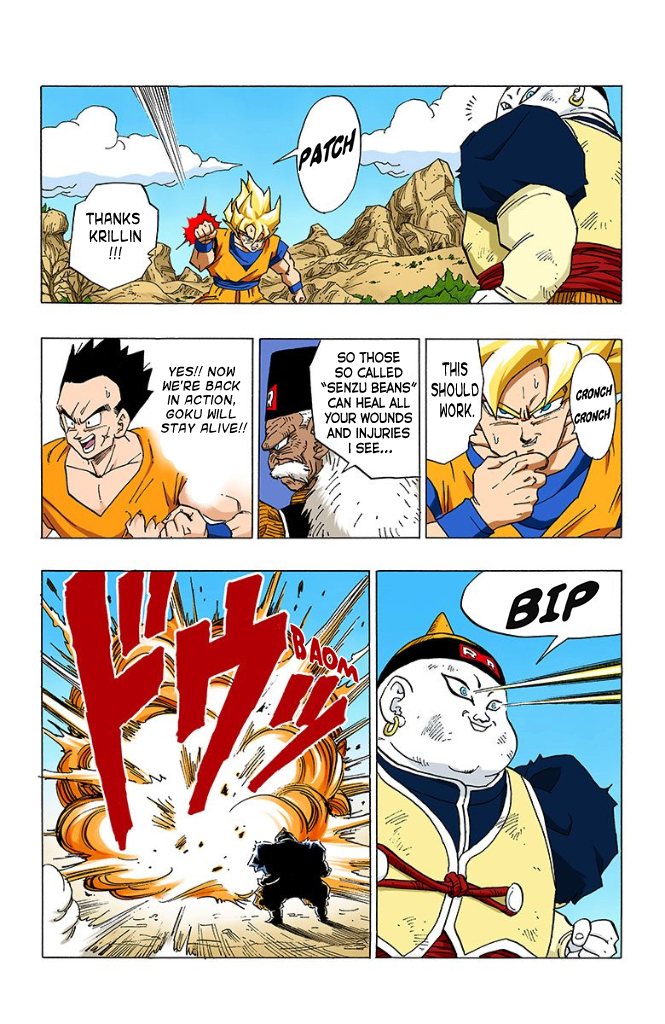 PATCH
THANKS
KRILLIN
!!!
CRONCH
CRONCH
THIS
SHOULD
WORK.
SO THOSE
SO CALLED
"SENZU BEANS"
CAN HEAL ALL
YOUR WOUNDS
AND INJURIES
I SEE...
R
YES!! NOW
WE'RE BACK
IN ACTION,
GOKU WILL
STAY ALIVE!!
BIP
R R
ドウッ
BAOM